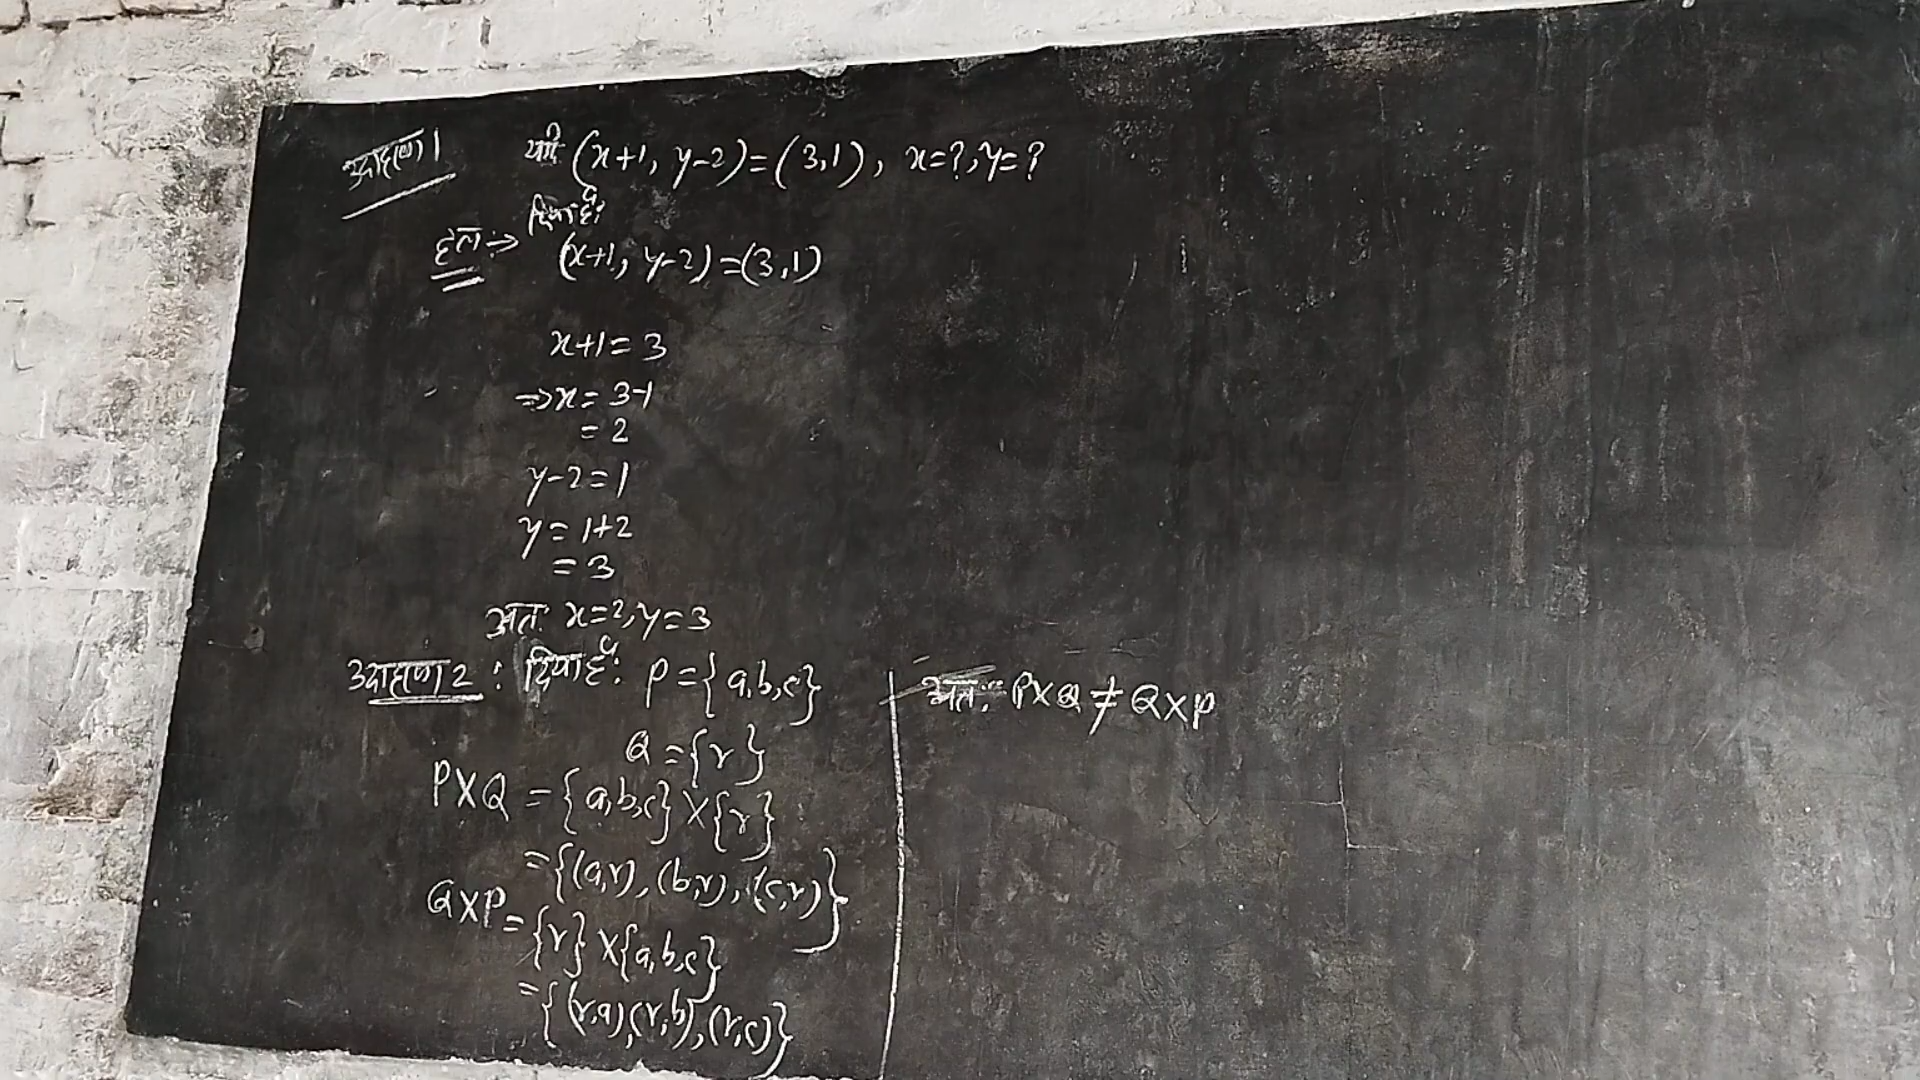 उदाहरण 1 यदि (x+1, y-2)=(3,1), x=?, y=?
हल:→ दिया है:
(x+1, y-2)=(3,1)
x+1=3
⇒x=3-1
=2
y-2=1
y=1+2
=3
अतः x=2, y=3
उदाहरण 2 : दिया है: P={a,b,c}
Q={r}
P×Q={a,b,c}×{r}
={(a,r), (b,r), (c,r)}
Q×P={r}×{a,b,c}
={(r,a),(r,b),(r,c)}
अतः P×Q≠Q×P